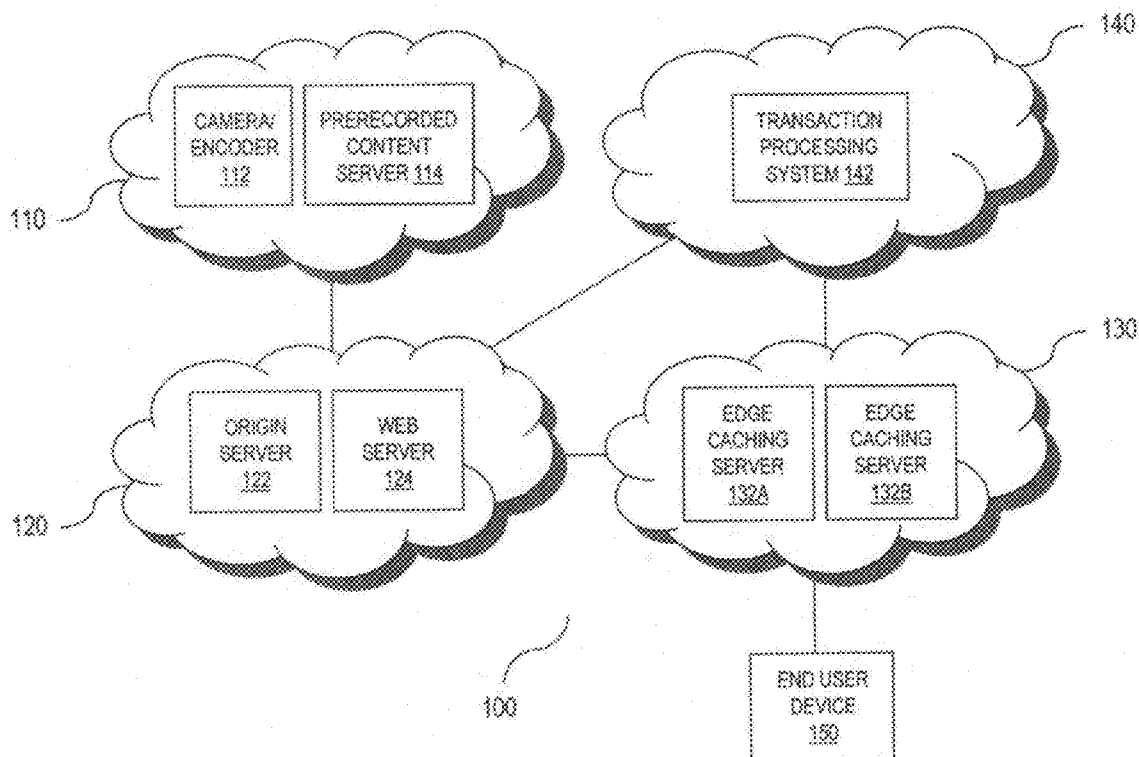 140
CAMERA/
ENCODER
112
PRERECORDED
CONTENT
SERVER 114
TRANSACTION
PROCESSING
SYSTEM 142
110
130
ORIGIN
SERVER
122
WEB
SERVER
124
EDGE
CACHING
SERVER
132A
EDGE
CACHING
SERVER
132B
120
100
END USER
DEVICE
150